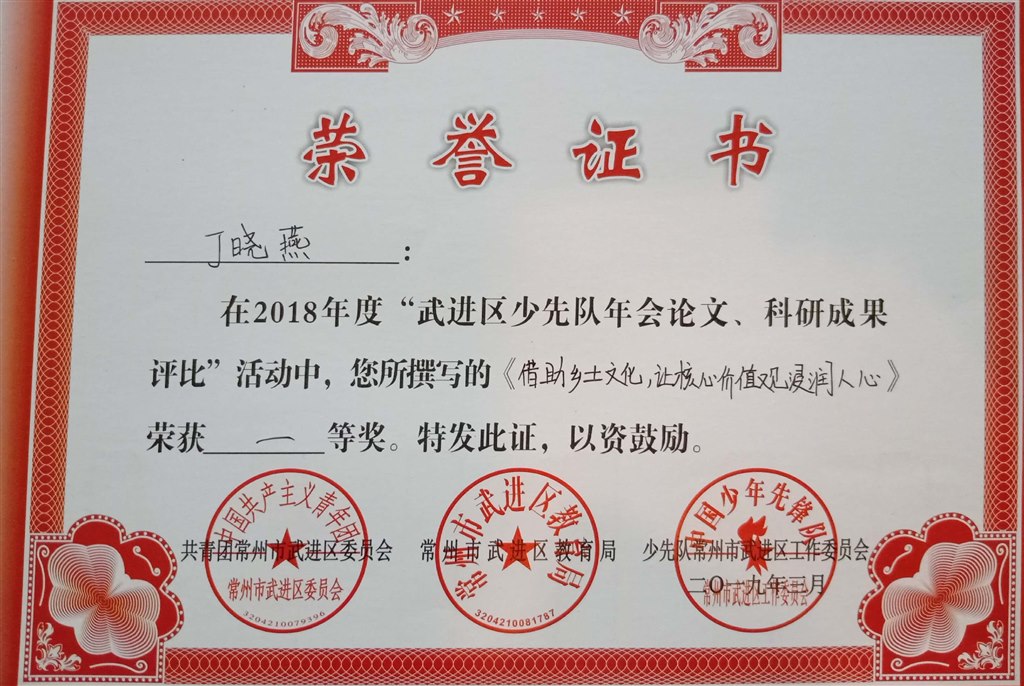 荣誉证书
丁晓燕：
在2018年度“武进区少先队年会论文、科研成果
评比”活动中，您所撰写的《借助乡土文化,让核心价值观浸润人心》
荣获一等奖。特发此证，以资鼓励。
中国共产主义青年团
常州市武进区委员会
3204210079396
常州市武进区教育局
3204210081787
中国少年先锋队
常州市武进区工作委员会
共青团常州市武进区委员会 常州市武进区教育局 少先队常州市武进区工作委员会
二〇一九年三月